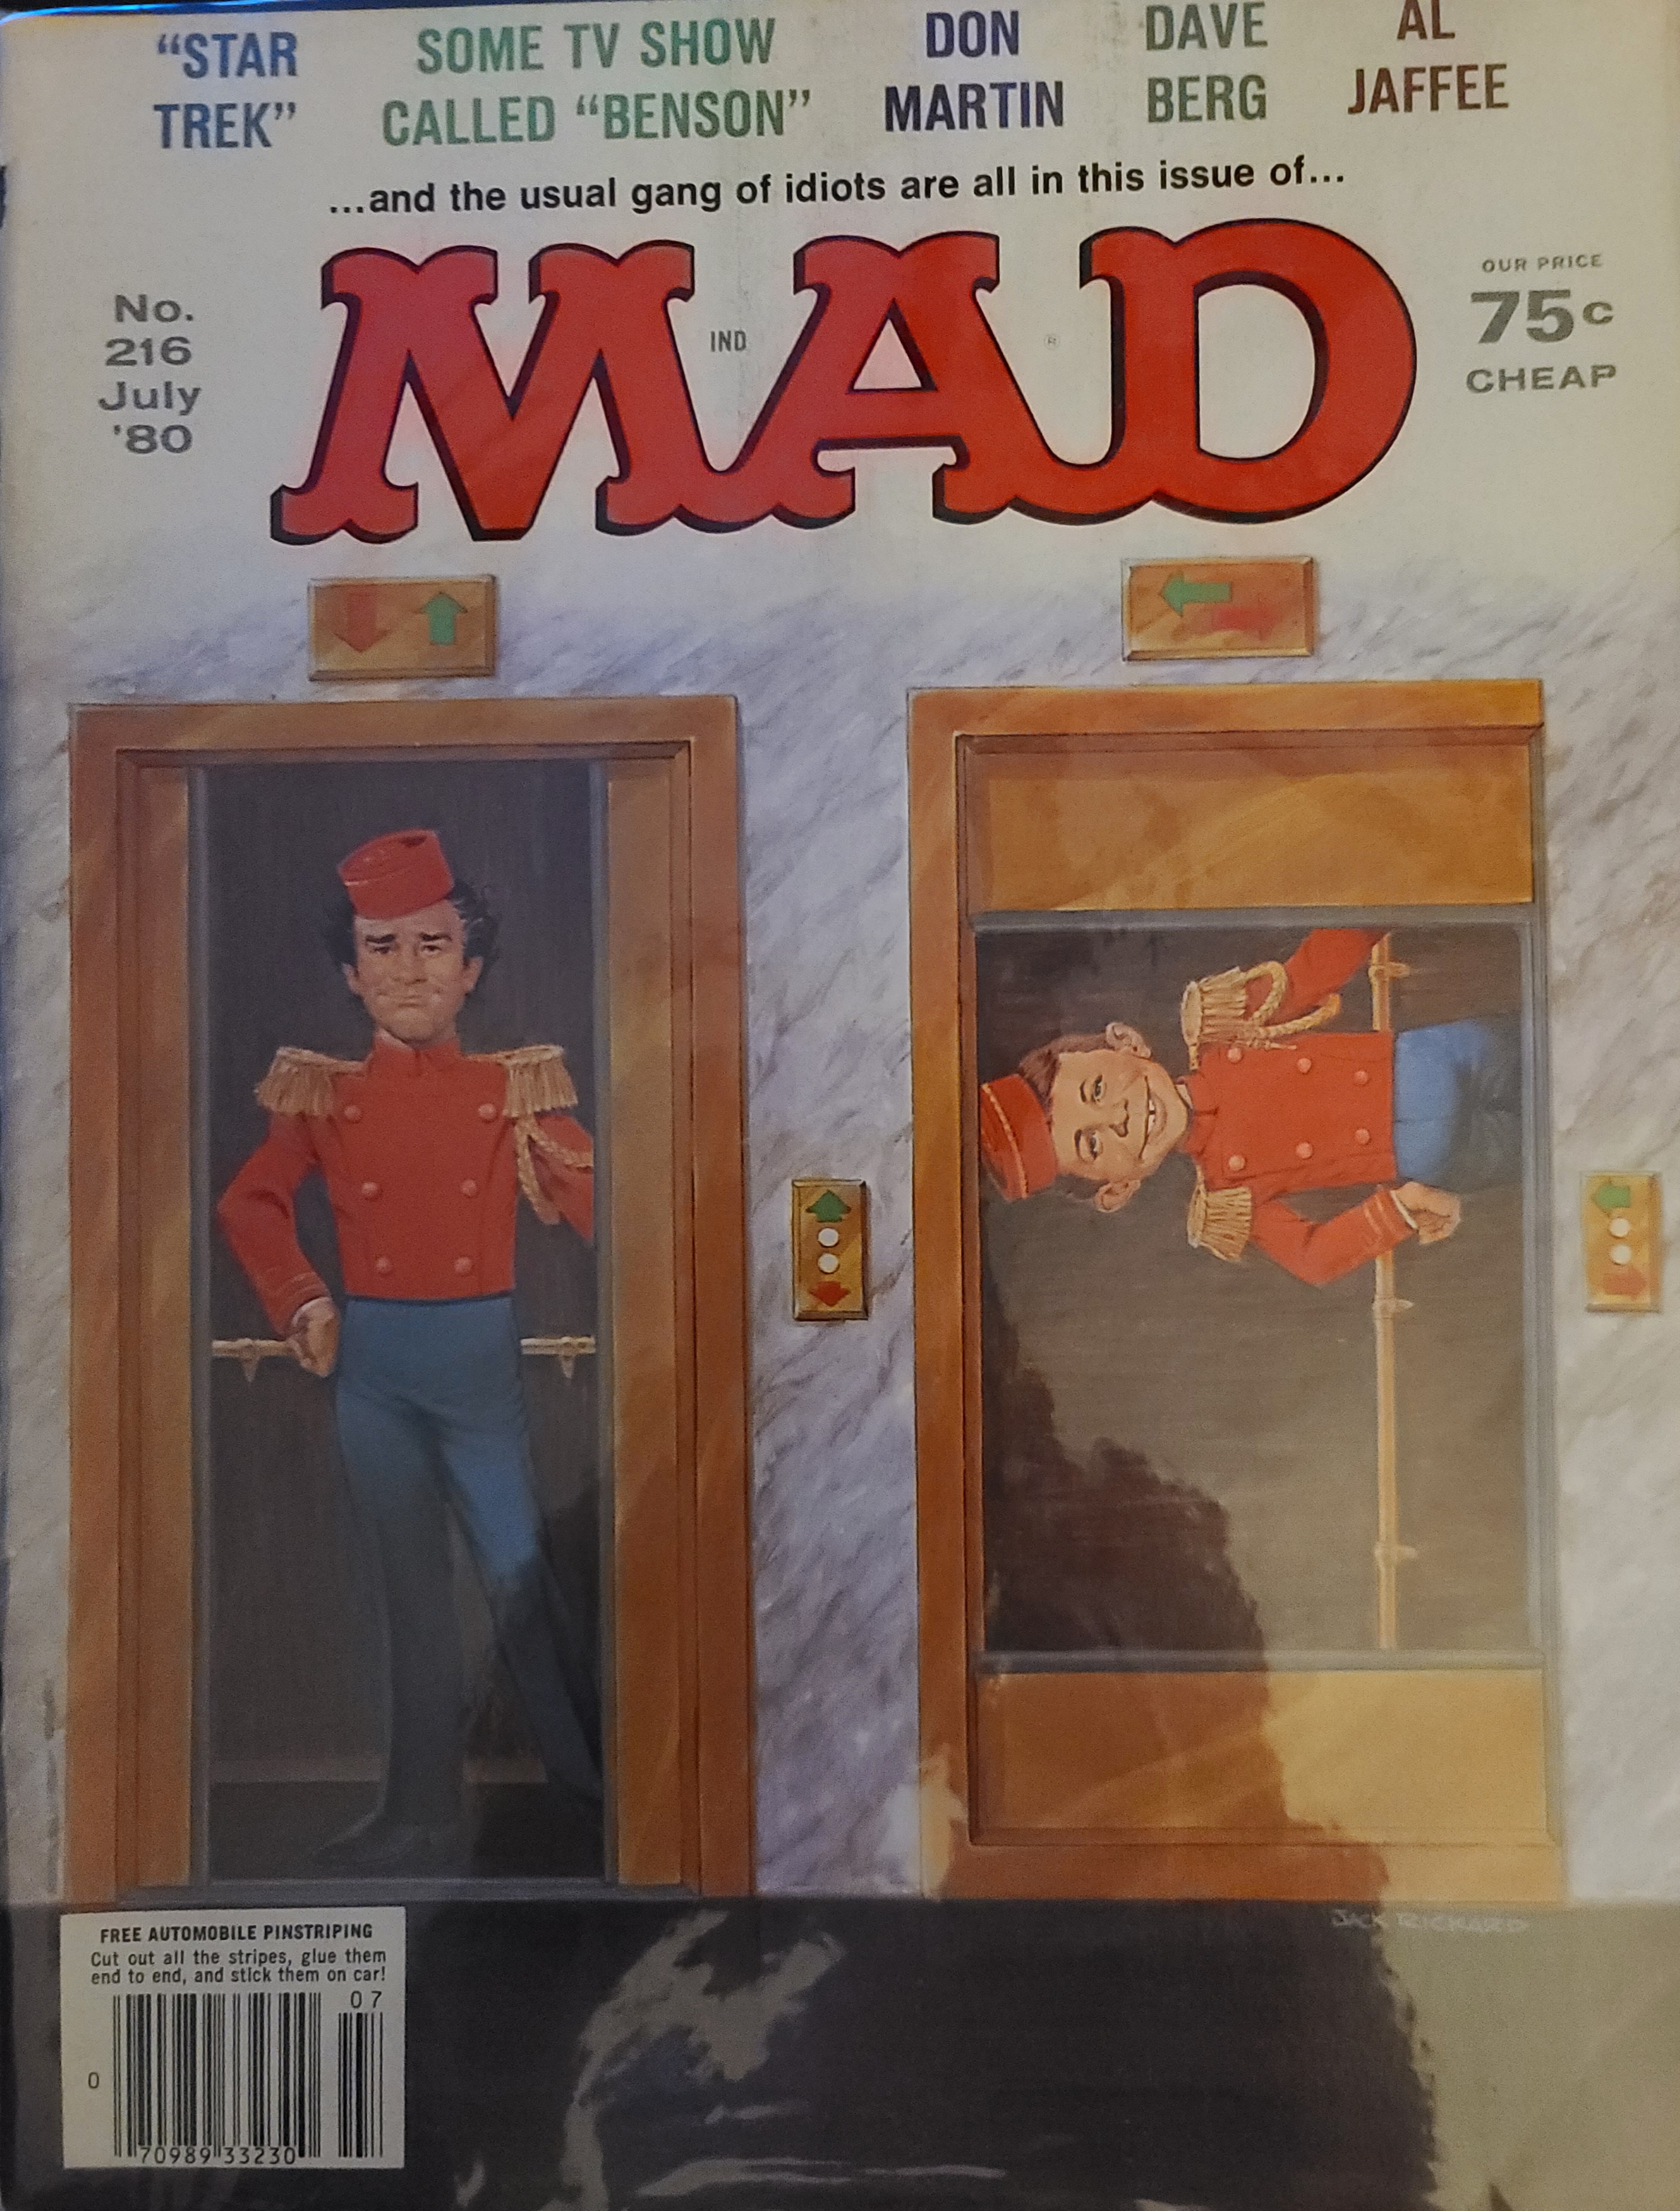 “STAR
TREK”
SOME TV SHOW
CALLED “BENSON”
DON
MARTIN
DAVE
BERG
AL
JAFFEE
...and the usual gang of idiots are all in this issue of...
No.
216
July
'80
MAD
IND
®
OUR PRICE
75c
CHEAP
JACK RICKARD
FREE AUTOMOBILE PINSTRIPING
Cut out all the stripes, glue them
end to end, and stick them on car!
07
0
70989 33230